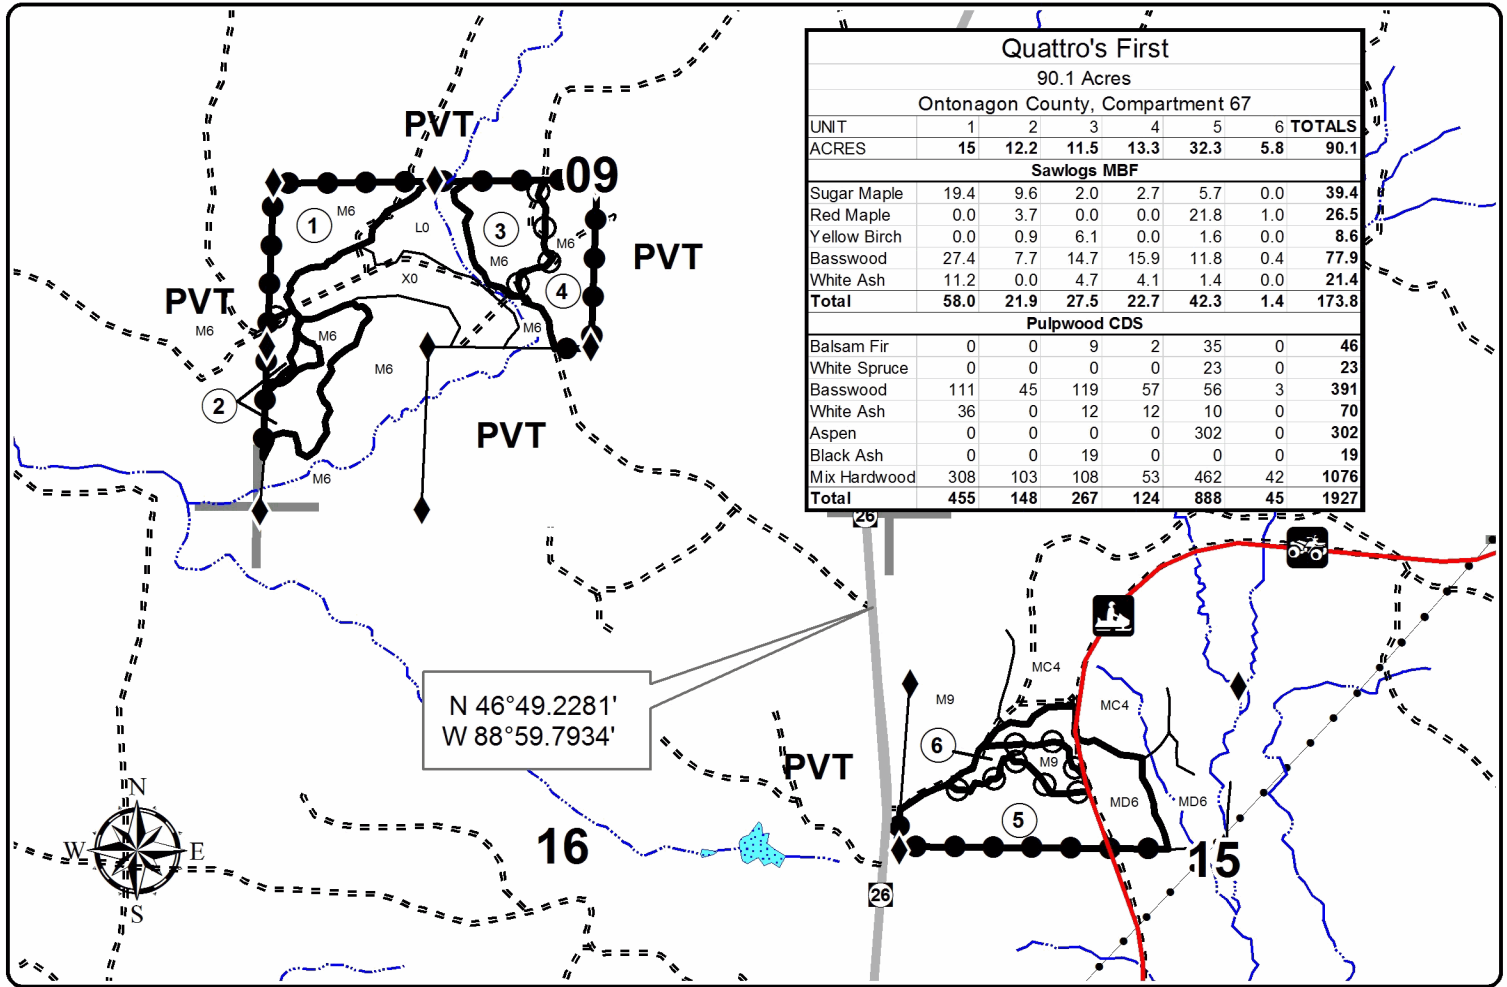 Quattro's First
90.1 Acres
Ontonagon County, Compartment 67
UNIT 1 2 3 4 5 6 TOTALS
ACRES 15 12.2 11.5 13.3 32.3 5.8 90.1
Sawlogs MBF
Sugar Maple 19.4 9.6 2.0 2.7 5.7 0.0 39.4
Red Maple 0.0 3.7 0.0 0.0 21.8 1.0 26.5
Yellow Birch 0.0 0.9 6.1 0.0 1.6 0.0 8.6
Basswood 27.4 7.7 14.7 15.9 11.8 0.4 77.9
White Ash 11.2 0.0 4.7 4.1 1.4 0.0 21.4
Total 58.0 21.9 27.5 22.7 42.3 1.4 173.8
Pulpwood CDS
Balsam Fir 0 0 9 2 35 0 46
White Spruce 0 0 0 0 23 0 23
Basswood 111 45 119 57 56 3 391
White Ash 36 0 12 12 10 0 70
Aspen 0 0 0 0 302 0 302
Black Ash 0 0 19 0 0 0 19
Mix Hardwood 308 103 108 53 462 42 1076
Total 455 148 267 124 888 45 1927
PVT
09
M6
1
L0
3
M6
M6
PVT
X0
4
PVT
M6
M6
M6
M6
2
PVT
M6
26
N 46°49.2281'
W 88°59.7934'
MC4
M9
MC4
6
PVT
M9
MD6
MD6
5
16
15
26
N
W
E
S